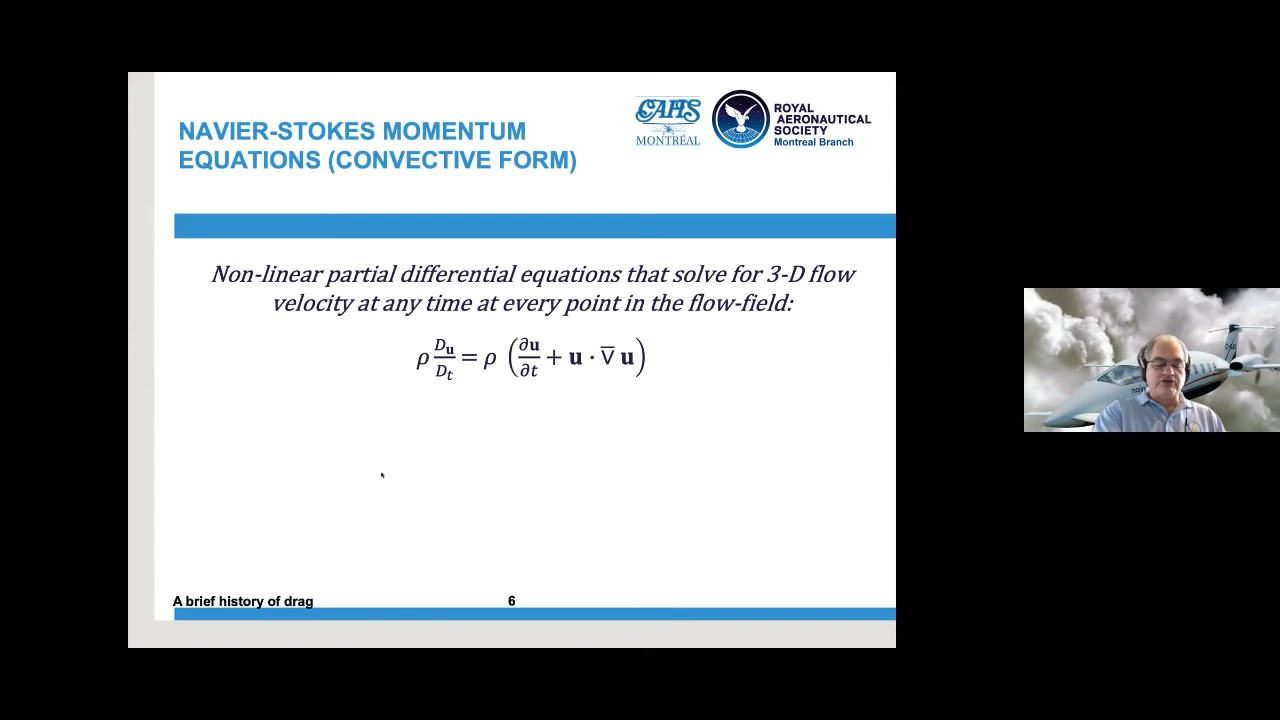 NAVIER-STOKES MOMENTUM
EQUATIONS (CONVECTIVE FORM)
CAHS
MONTRÉAL
ROYAL
AERONAUTICAL
SOCIETY
Montreal Branch
Non-linear partial differential equations that solve for 3-D flow
velocity at any time at every point in the flow-field:
ρ D𝐮/Dt = ρ (∂𝐮/∂t + 𝐮 · ∇̅ 𝐮)
A brief history of drag
6